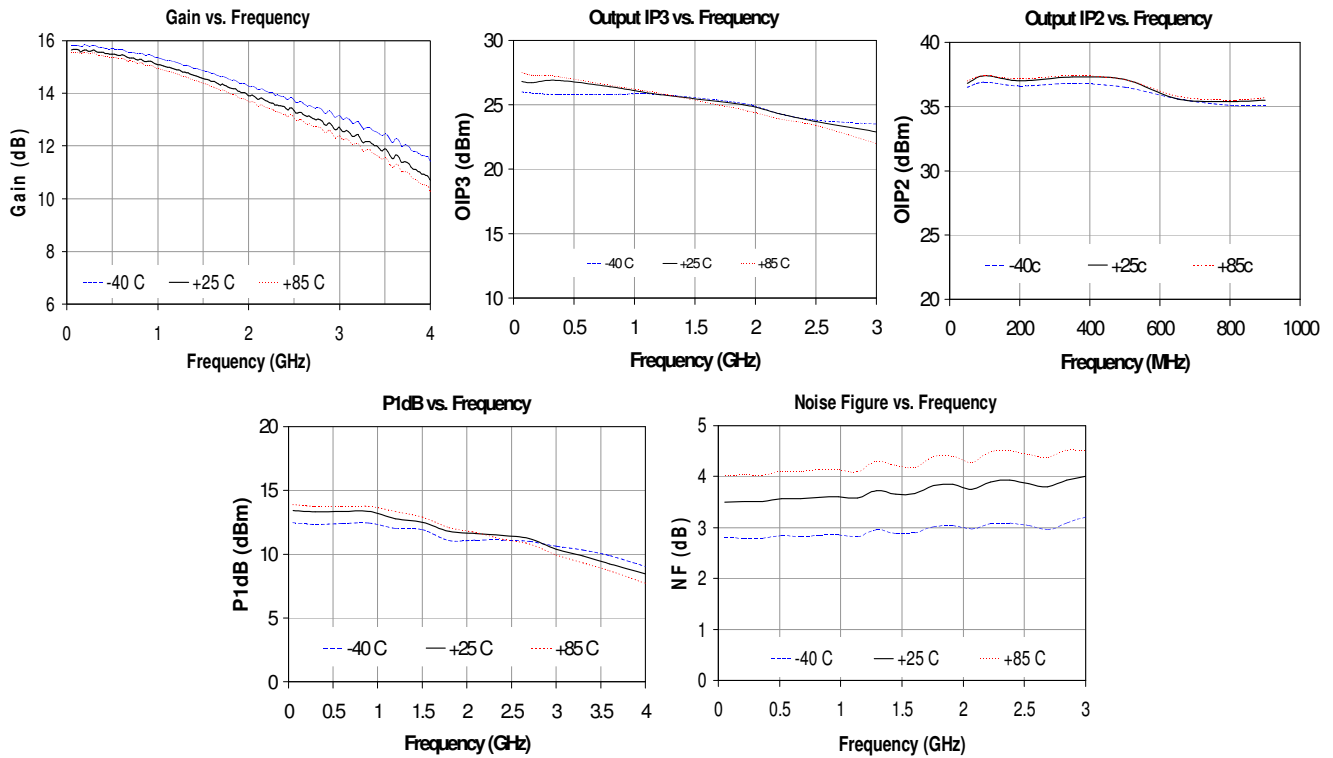 Gain vs. Frequency
16
14
12
10
8
6
Gain (dB)
-40 C
+25 C
+85 C
0
1
2
3
4
Frequency (GHz)
Output IP3 vs. Frequency
30
25
20
15
10
OIP3 (dBm)
-40 C
+25 C
+85 C
0
0.5
1
1.5
2
2.5
3
Frequency (GHz)
Output IP2 vs. Frequency
40
35
30
25
20
OIP2 (dBm)
-40c
+25c
+85c
0
200
400
600
800
1000
Frequency (MHz)
P1dB vs. Frequency
20
15
10
5
0
P1dB (dBm)
-40 C
+25 C
+85 C
0
0.5
1
1.5
2
2.5
3
3.5
4
Frequency (GHz)
Noise Figure vs. Frequency
5
4
3
2
1
0
NF (dB)
-40 C
+25 C
+85 C
0
0.5
1
1.5
2
2.5
3
Frequency (GHz)